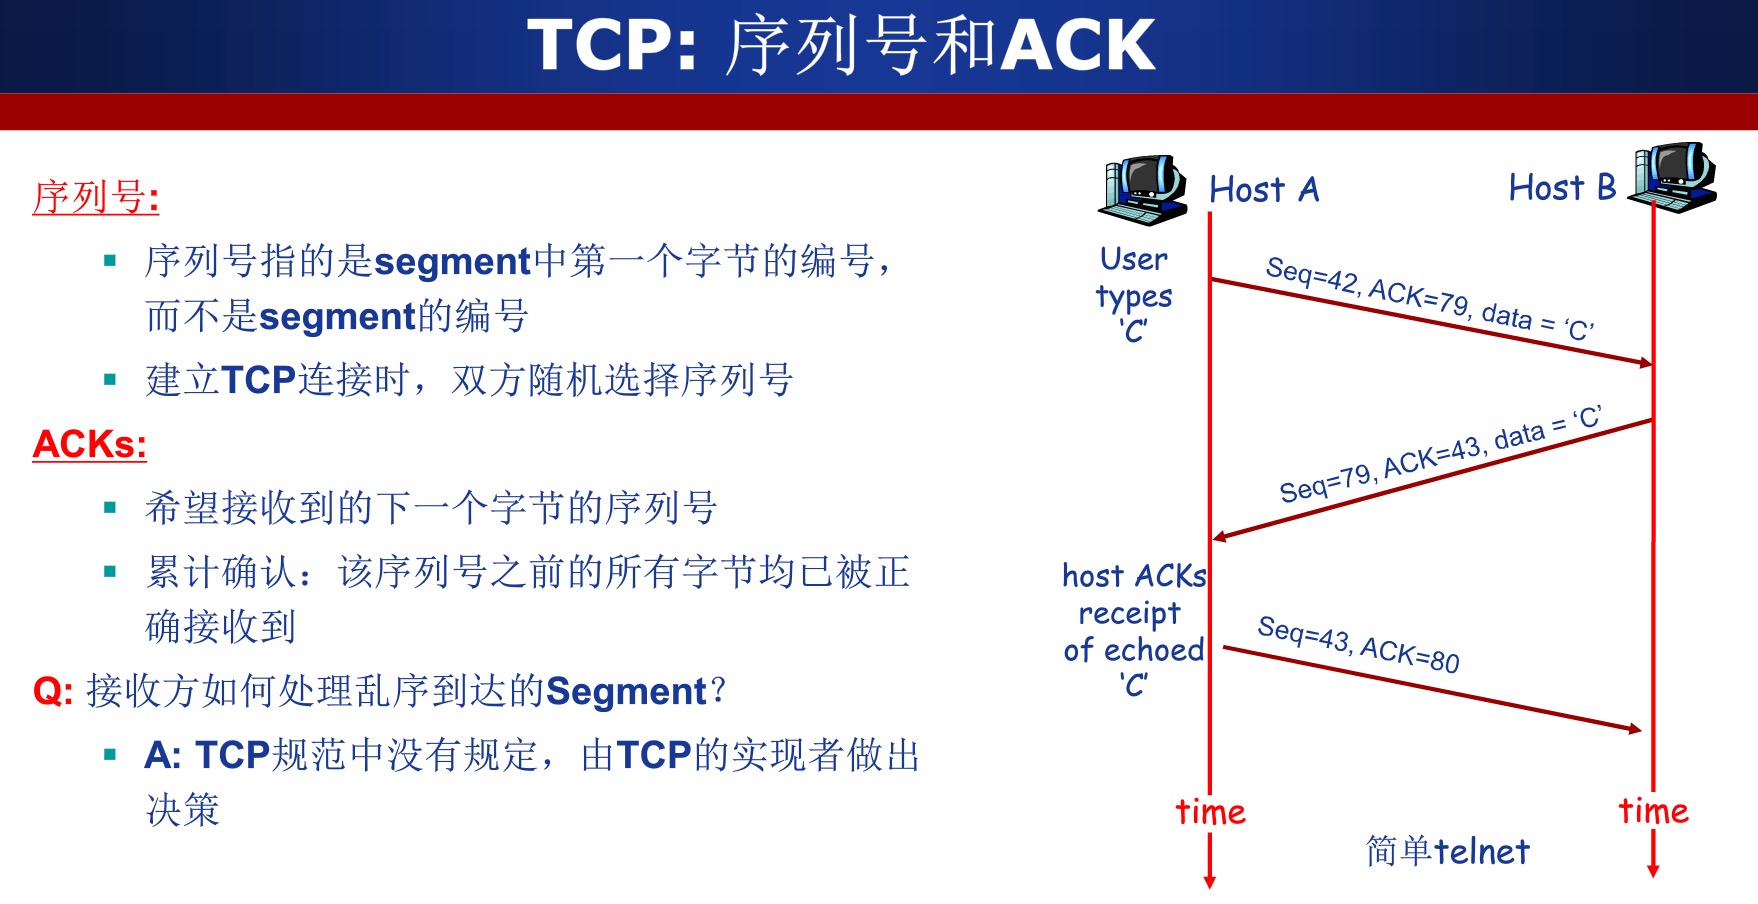 TCP: 序列号和ACK
序列号:
序列号指的是segment中第一个字节的编号，
而不是segment的编号
建立TCP连接时，双方随机选择序列号
ACKs:
希望接收到的下一个字节的序列号
累计确认：该序列号之前的所有字节均已被正
确接收到
Q: 接收方如何处理乱序到达的Segment？
A: TCP规范中没有规定，由TCP的实现者做出
决策
Host A
Host B
User
types
‘C’
Seq=42, ACK=79, data = ‘C’
Seq=79, ACK=43, data = ‘C’
host ACKs
receipt
of echoed
‘C’
Seq=43, ACK=80
time
time
简单telnet